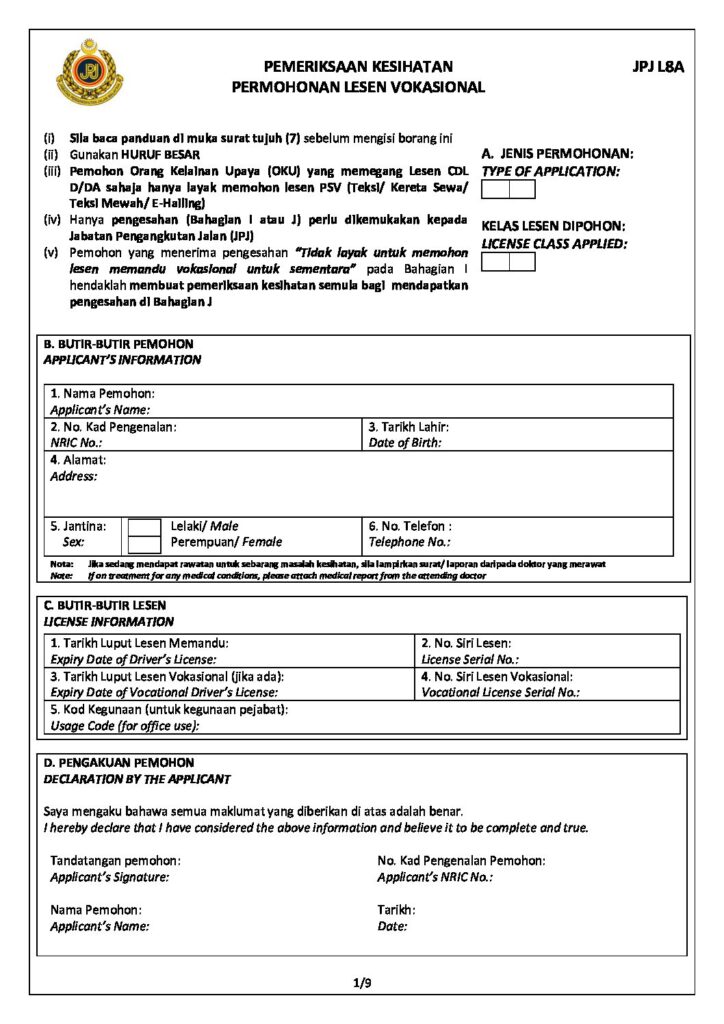 JPJ
PEMERIKSAAN KESIHATAN
PERMOHONAN LESEN VOKASIONAL
JPJ L8A
(i) Sila baca panduan di muka surat tujuh (7) sebelum mengisi borang ini
(ii) Gunakan HURUF BESAR
(iii) Pemohon Orang Kelainan Upaya (OKU) yang memegang Lesen CDL
D/DA sahaja hanya layak memohon lesen PSV (Teksi/ Kereta Sewa/
Teksi Mewah/ E-Hailing)
(iv) Hanya pengesahan (Bahagian I atau J) perlu dikemukakan kepada
Jabatan Pengangkutan Jalan (JPJ)
(v) Pemohon yang menerima pengesahan “Tidak layak untuk memohon
lesen memandu vokasional untuk sementara” pada Bahagian I
hendaklah membuat pemeriksaan kesihatan semula bagi mendapatkan
pengesahan di Bahagian J
A. JENIS PERMOHONAN:
TYPE OF APPLICATION:
KELAS LESEN DIPOHON:
LICENSE CLASS APPLIED:
B. BUTIR-BUTIR PEMOHON
APPLICANT’S INFORMATION
1. Nama Pemohon:
Applicant’s Name:
2. No. Kad Pengenalan:
NRIC No.:
3. Tarikh Lahir:
Date of Birth:
4. Alamat:
Address:
5. Jantina:
Sex:
Lelaki/ Male
Perempuan/ Female
6. No. Telefon :
Telephone No.:
Nota: Jika sedang mendapat rawatan untuk sebarang masalah kesihatan, sila lampirkan surat/ laporan daripada doktor yang merawat
Note: If on treatment for any medical conditions, please attach medical report from the attending doctor
C. BUTIR-BUTIR LESEN
LICENSE INFORMATION
1. Tarikh Luput Lesen Memandu:
Expiry Date of Driver’s License:
2. No. Siri Lesen:
License Serial No.:
3. Tarikh Luput Lesen Vokasional (jika ada):
Expiry Date of Vocational Driver’s License:
4. No. Siri Lesen Vokasional:
Vocational License Serial No.:
5. Kod Kegunaan (untuk kegunaan pejabat):
Usage Code (for office use):
D. PENGAKUAN PEMOHON
DECLARATION BY THE APPLICANT
Saya mengaku bahawa semua maklumat yang diberikan di atas adalah benar.
I hereby declare that I have considered the above information and believe it to be complete and true.
Tandatangan pemohon:
Applicant’s Signature:
No. Kad Pengenalan Pemohon:
Applicant’s NRIC No.:
Nama Pemohon:
Applicant’s Name:
Tarikh:
Date:
1/9